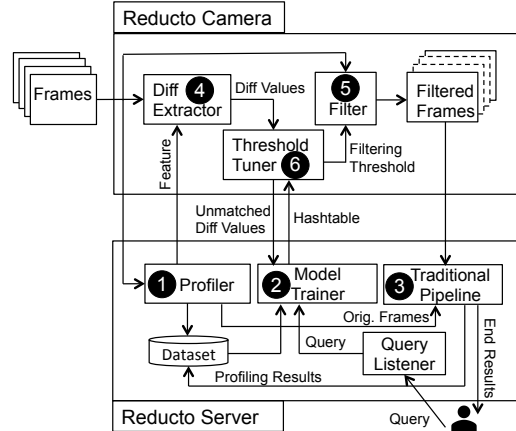 Reducto Camera
Frames
Diff
Extractor
4
Diff Values
5
Filter
Filtered
Frames
Threshold
Tuner
6
Filtering
Threshold
Feature
Unmatched
Diff Values
Hashtable
1
Profiler
2
Model
Trainer
3
Traditional
Pipeline
Orig. Frames
Dataset
Query
Query
Listener
Profiling Results
End Results
Reducto Server
Query